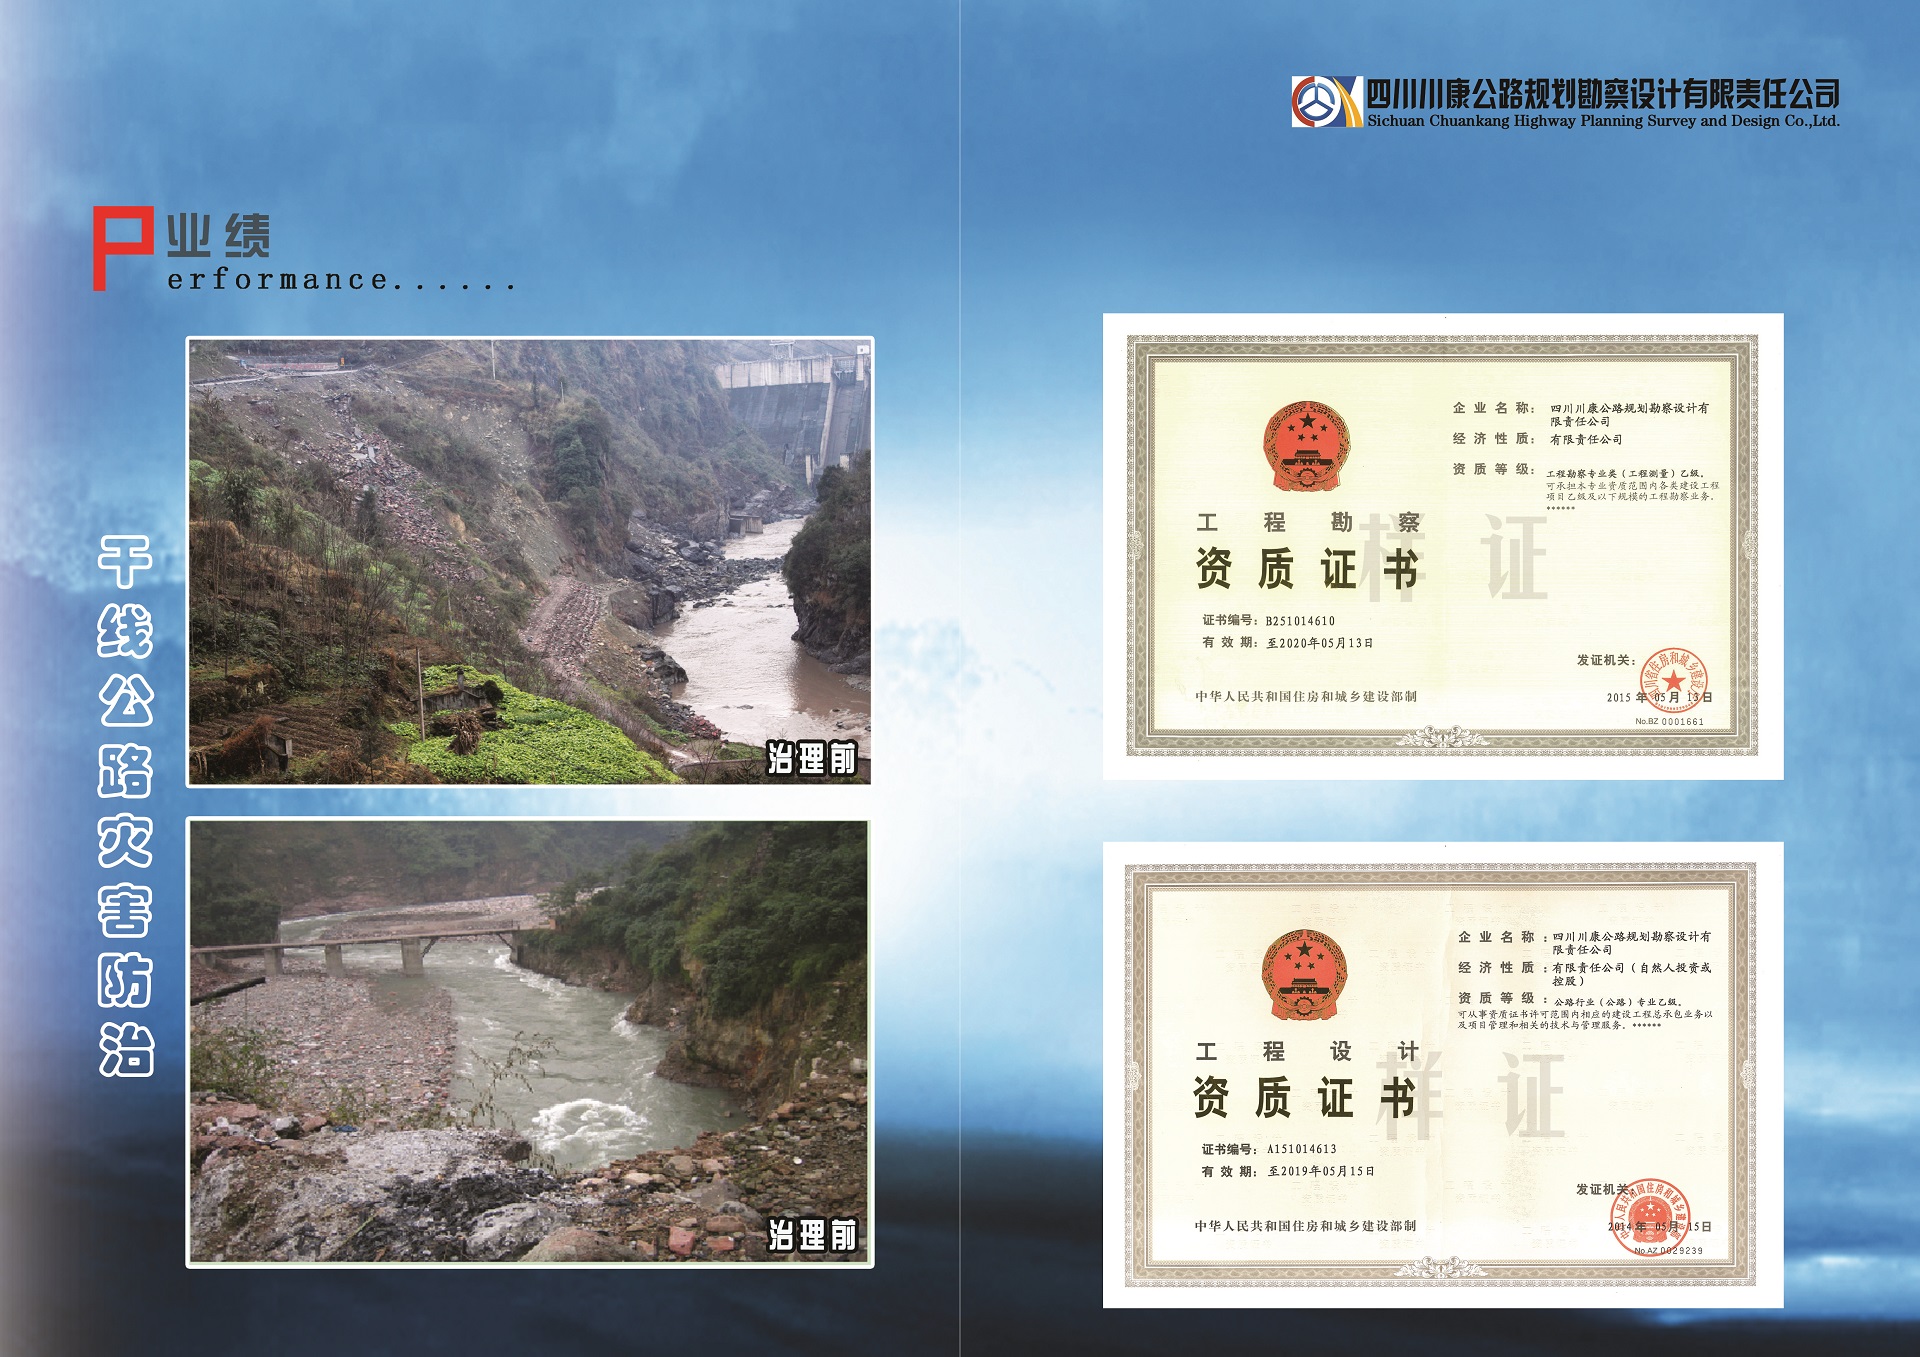 四川川康公路规划勘察设计有限责任公司
Sichuan Chuankang Highway Planning Survey and Design Co.,Ltd.
P 业绩
erformance......
干线公路灾害防治
治理前
治理前
工程勘察
资质证书
证书编号：B251014610
有效期：至2020年05月13日
中华人民共和国住房和城乡建设部制
企业名称：四川川康公路规划勘察设计有
限责任公司
经济性质：有限责任公司
资质等级：工程勘察专业类（工程测量）乙级。
可承担本专业资质范围内各类建设工程
项目乙级及以下规模的工程勘察业务。
******
样证
发证机关：
2015年05月13日
No.BZ 0001661
工程设计
资质证书
证书编号：A151014613
有效期：至2019年05月15日
中华人民共和国住房和城乡建设部制
企业名称：四川川康公路规划勘察设计有
限责任公司
经济性质：有限责任公司（自然人投资或
控股）
资质等级：公路行业（公路）专业乙级。
可从事资质证书许可范围内相应的建设工程总承包业务以
及项目管理和相关的技术与管理服务。******
样证
发证机关：
2014年05月15日
No.AZ 0029239